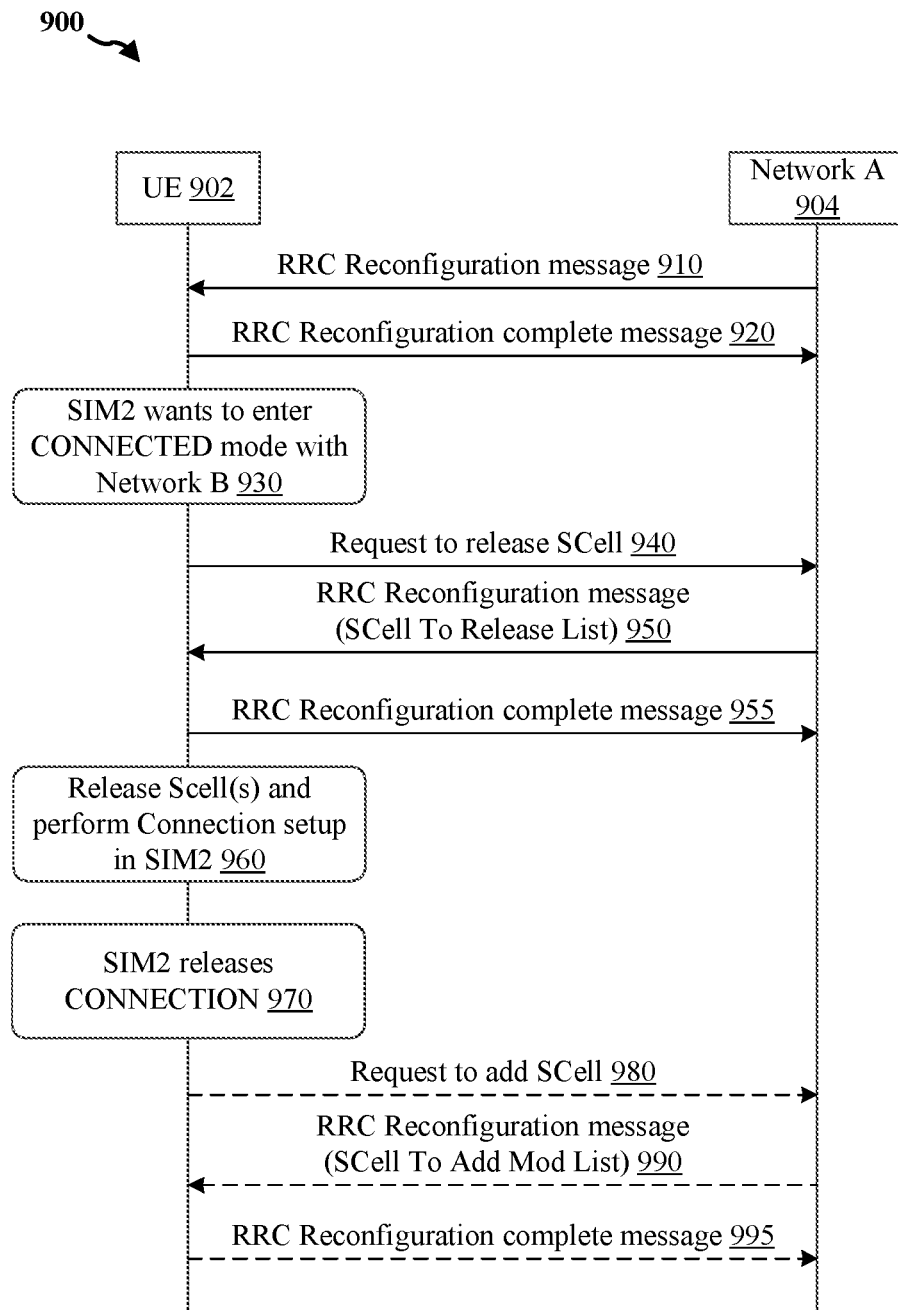 900
UE 902
Network A
904
RRC Reconfiguration message 910
RRC Reconfiguration complete message 920
SIM2 wants to enter
CONNECTED mode with
Network B 930
Request to release SCell 940
RRC Reconfiguration message
(SCell To Release List) 950
RRC Reconfiguration complete message 955
Release Scell(s) and
perform Connection setup
in SIM2 960
SIM2 releases
CONNECTION 970
Request to add SCell 980
RRC Reconfiguration message
(SCell To Add Mod List) 990
RRC Reconfiguration complete message 995